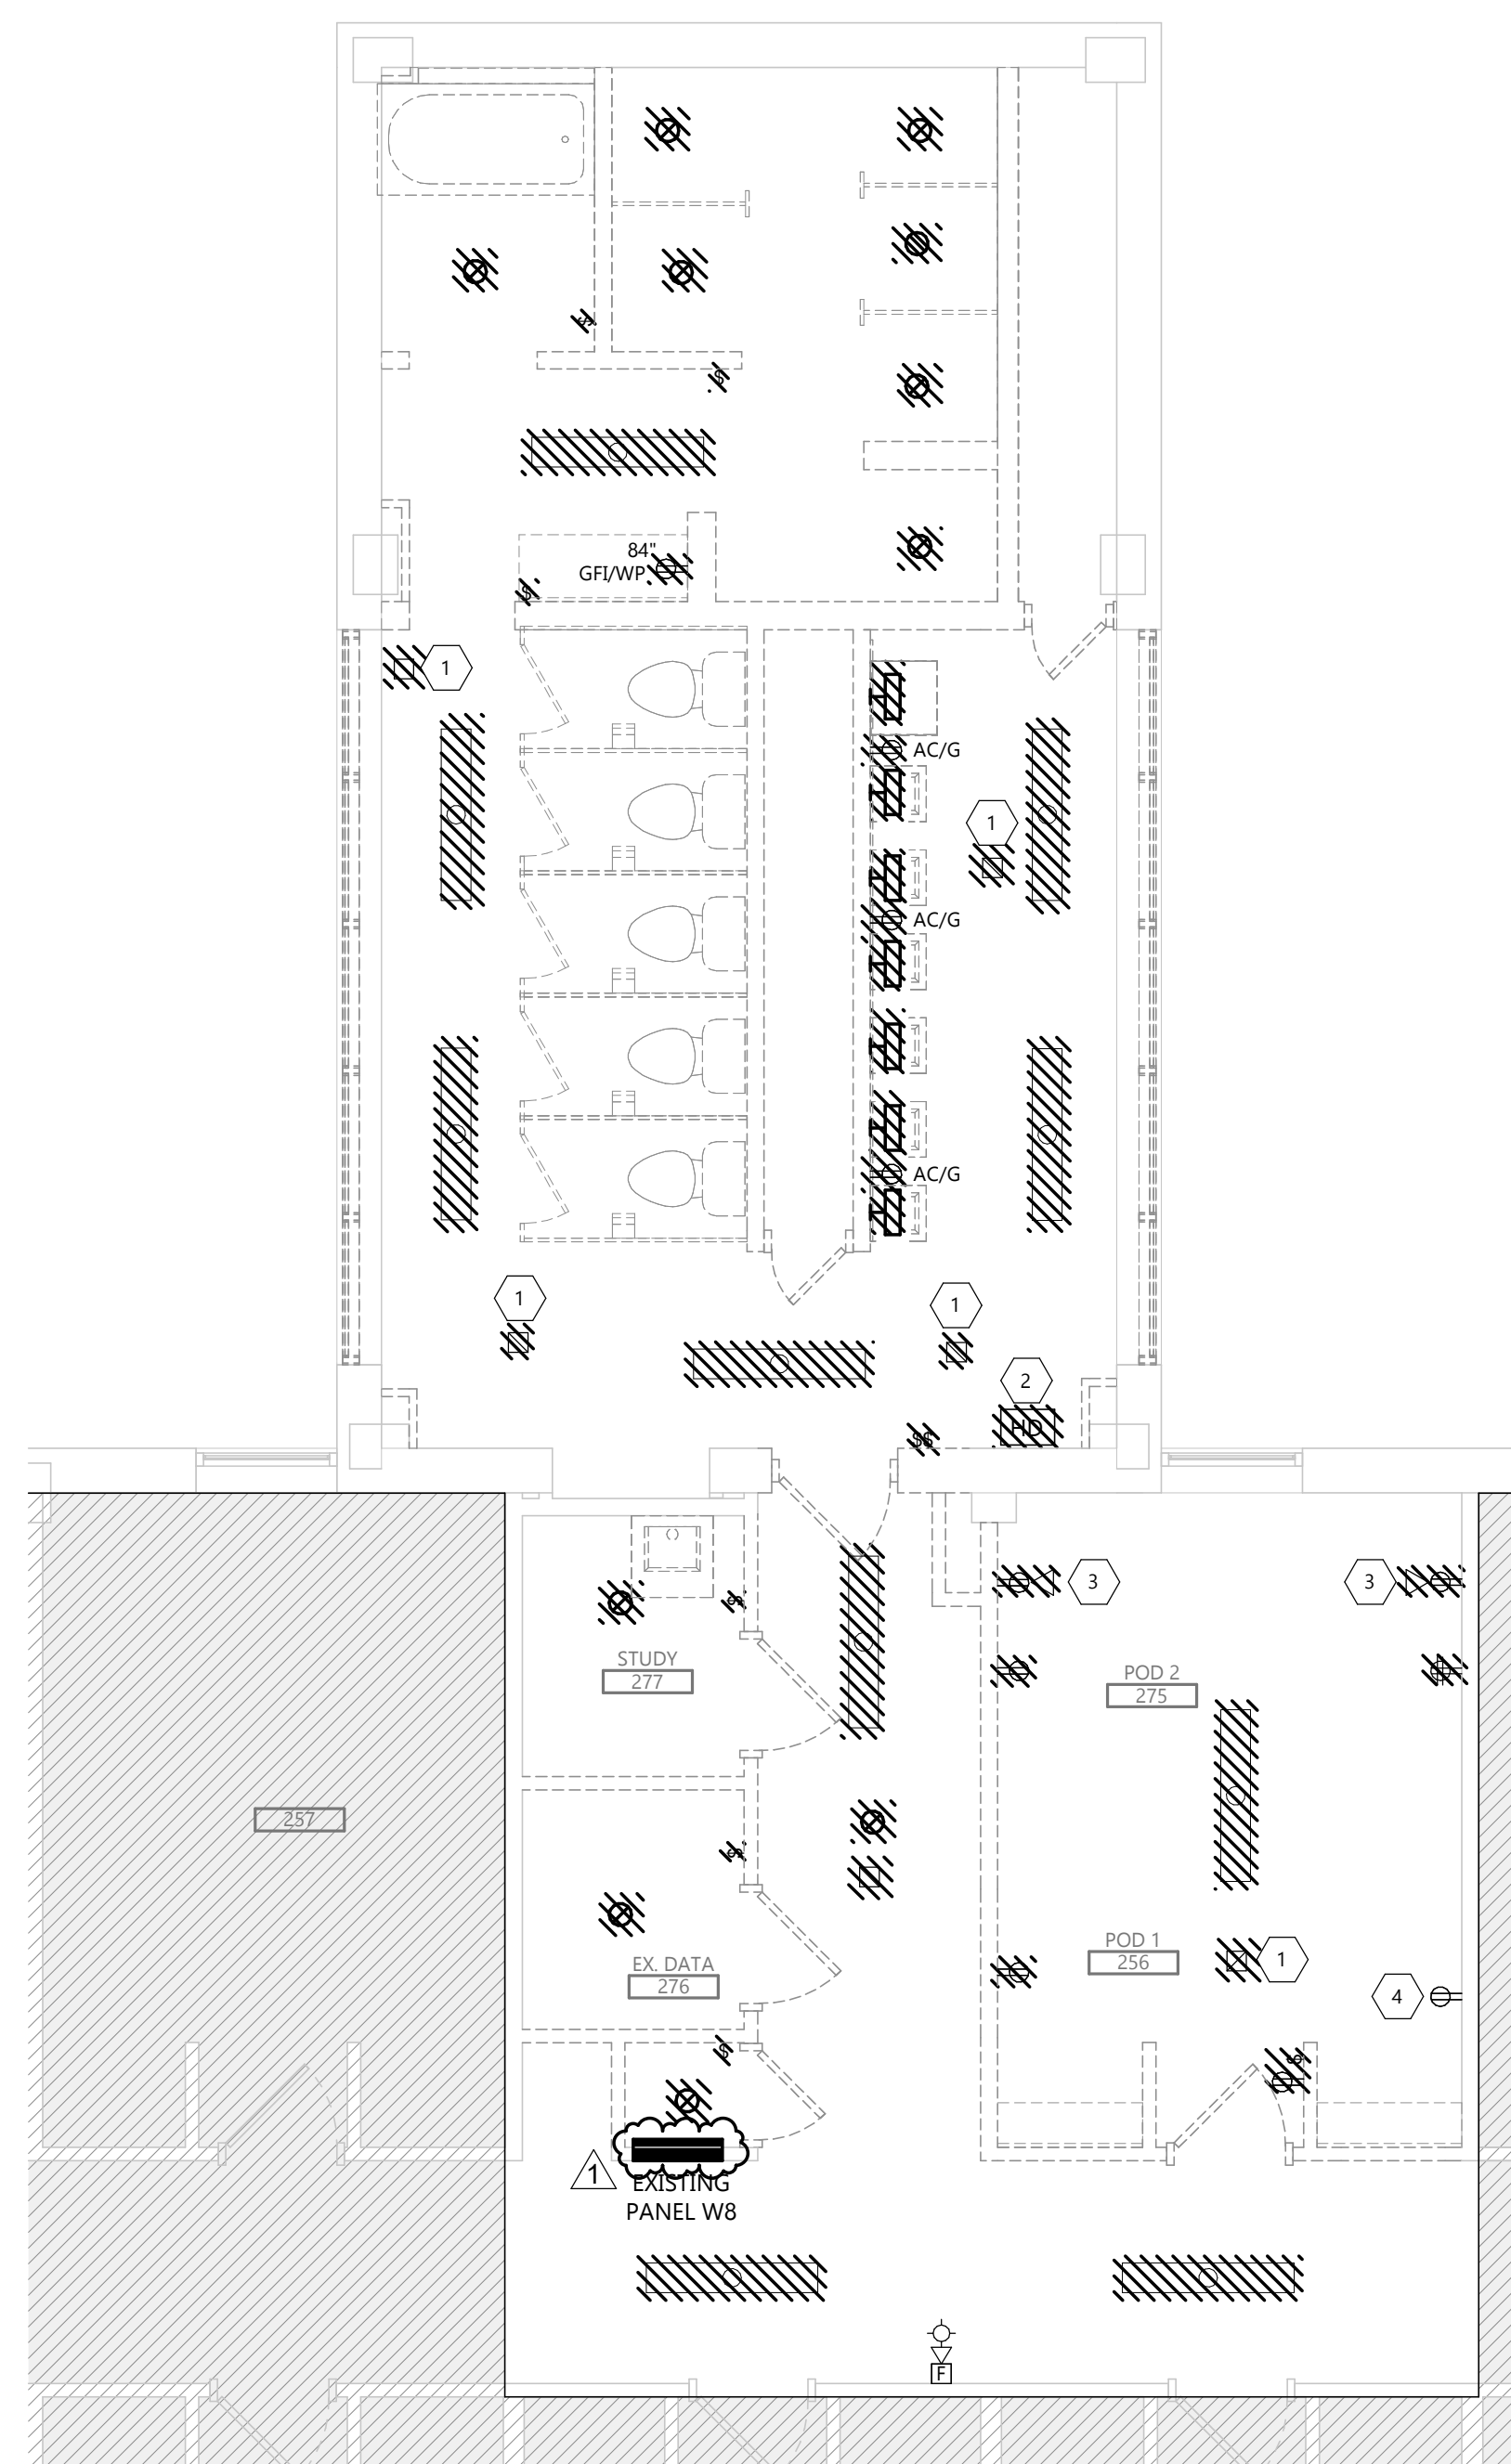 $
$
84"
GFI/WP
$
1
AC/G
1
AC/G
AC/G
1
1
2
HD
$$
3
3
$
STUDY
277
POD 2
275
257
$
POD 1
256
1
EX. DATA
276
4
$
$
1
EXISTING
PANEL W8
F